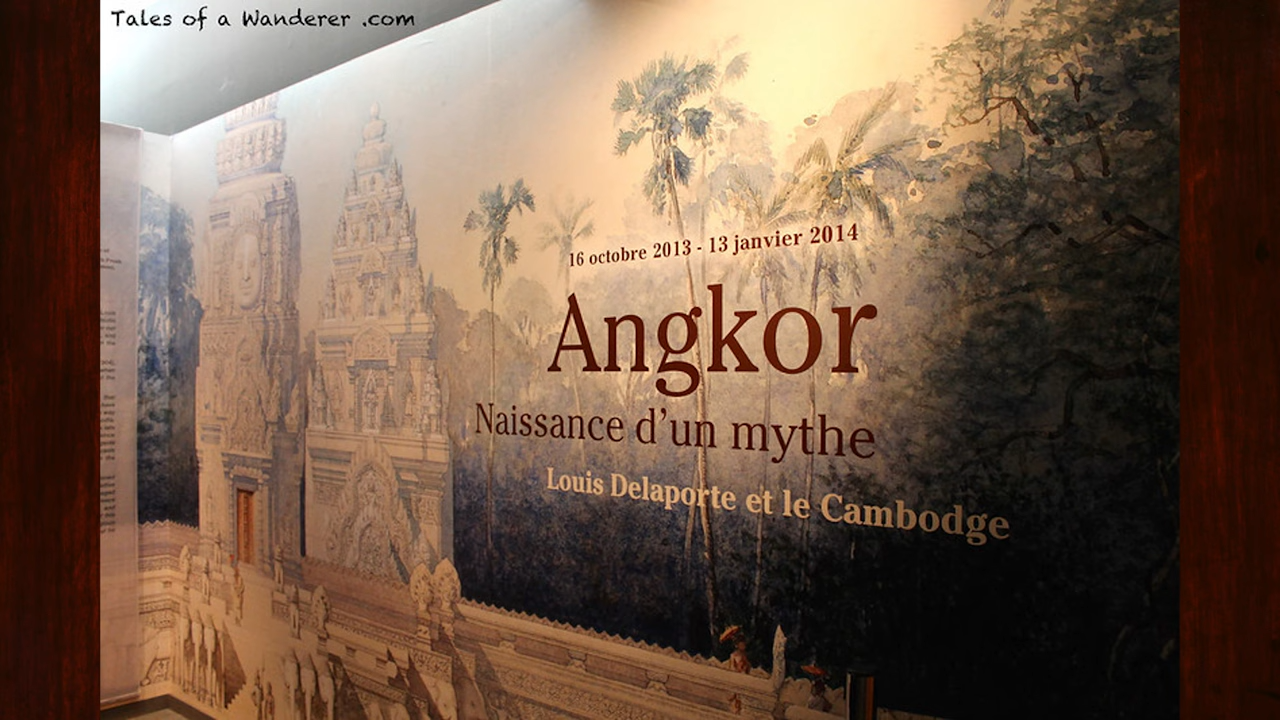 Tales of a Wanderer .com
16 octobre 2013 - 13 janvier 2014
Angkor
Naissance d'un mythe
Louis Delaporte et le Cambodge